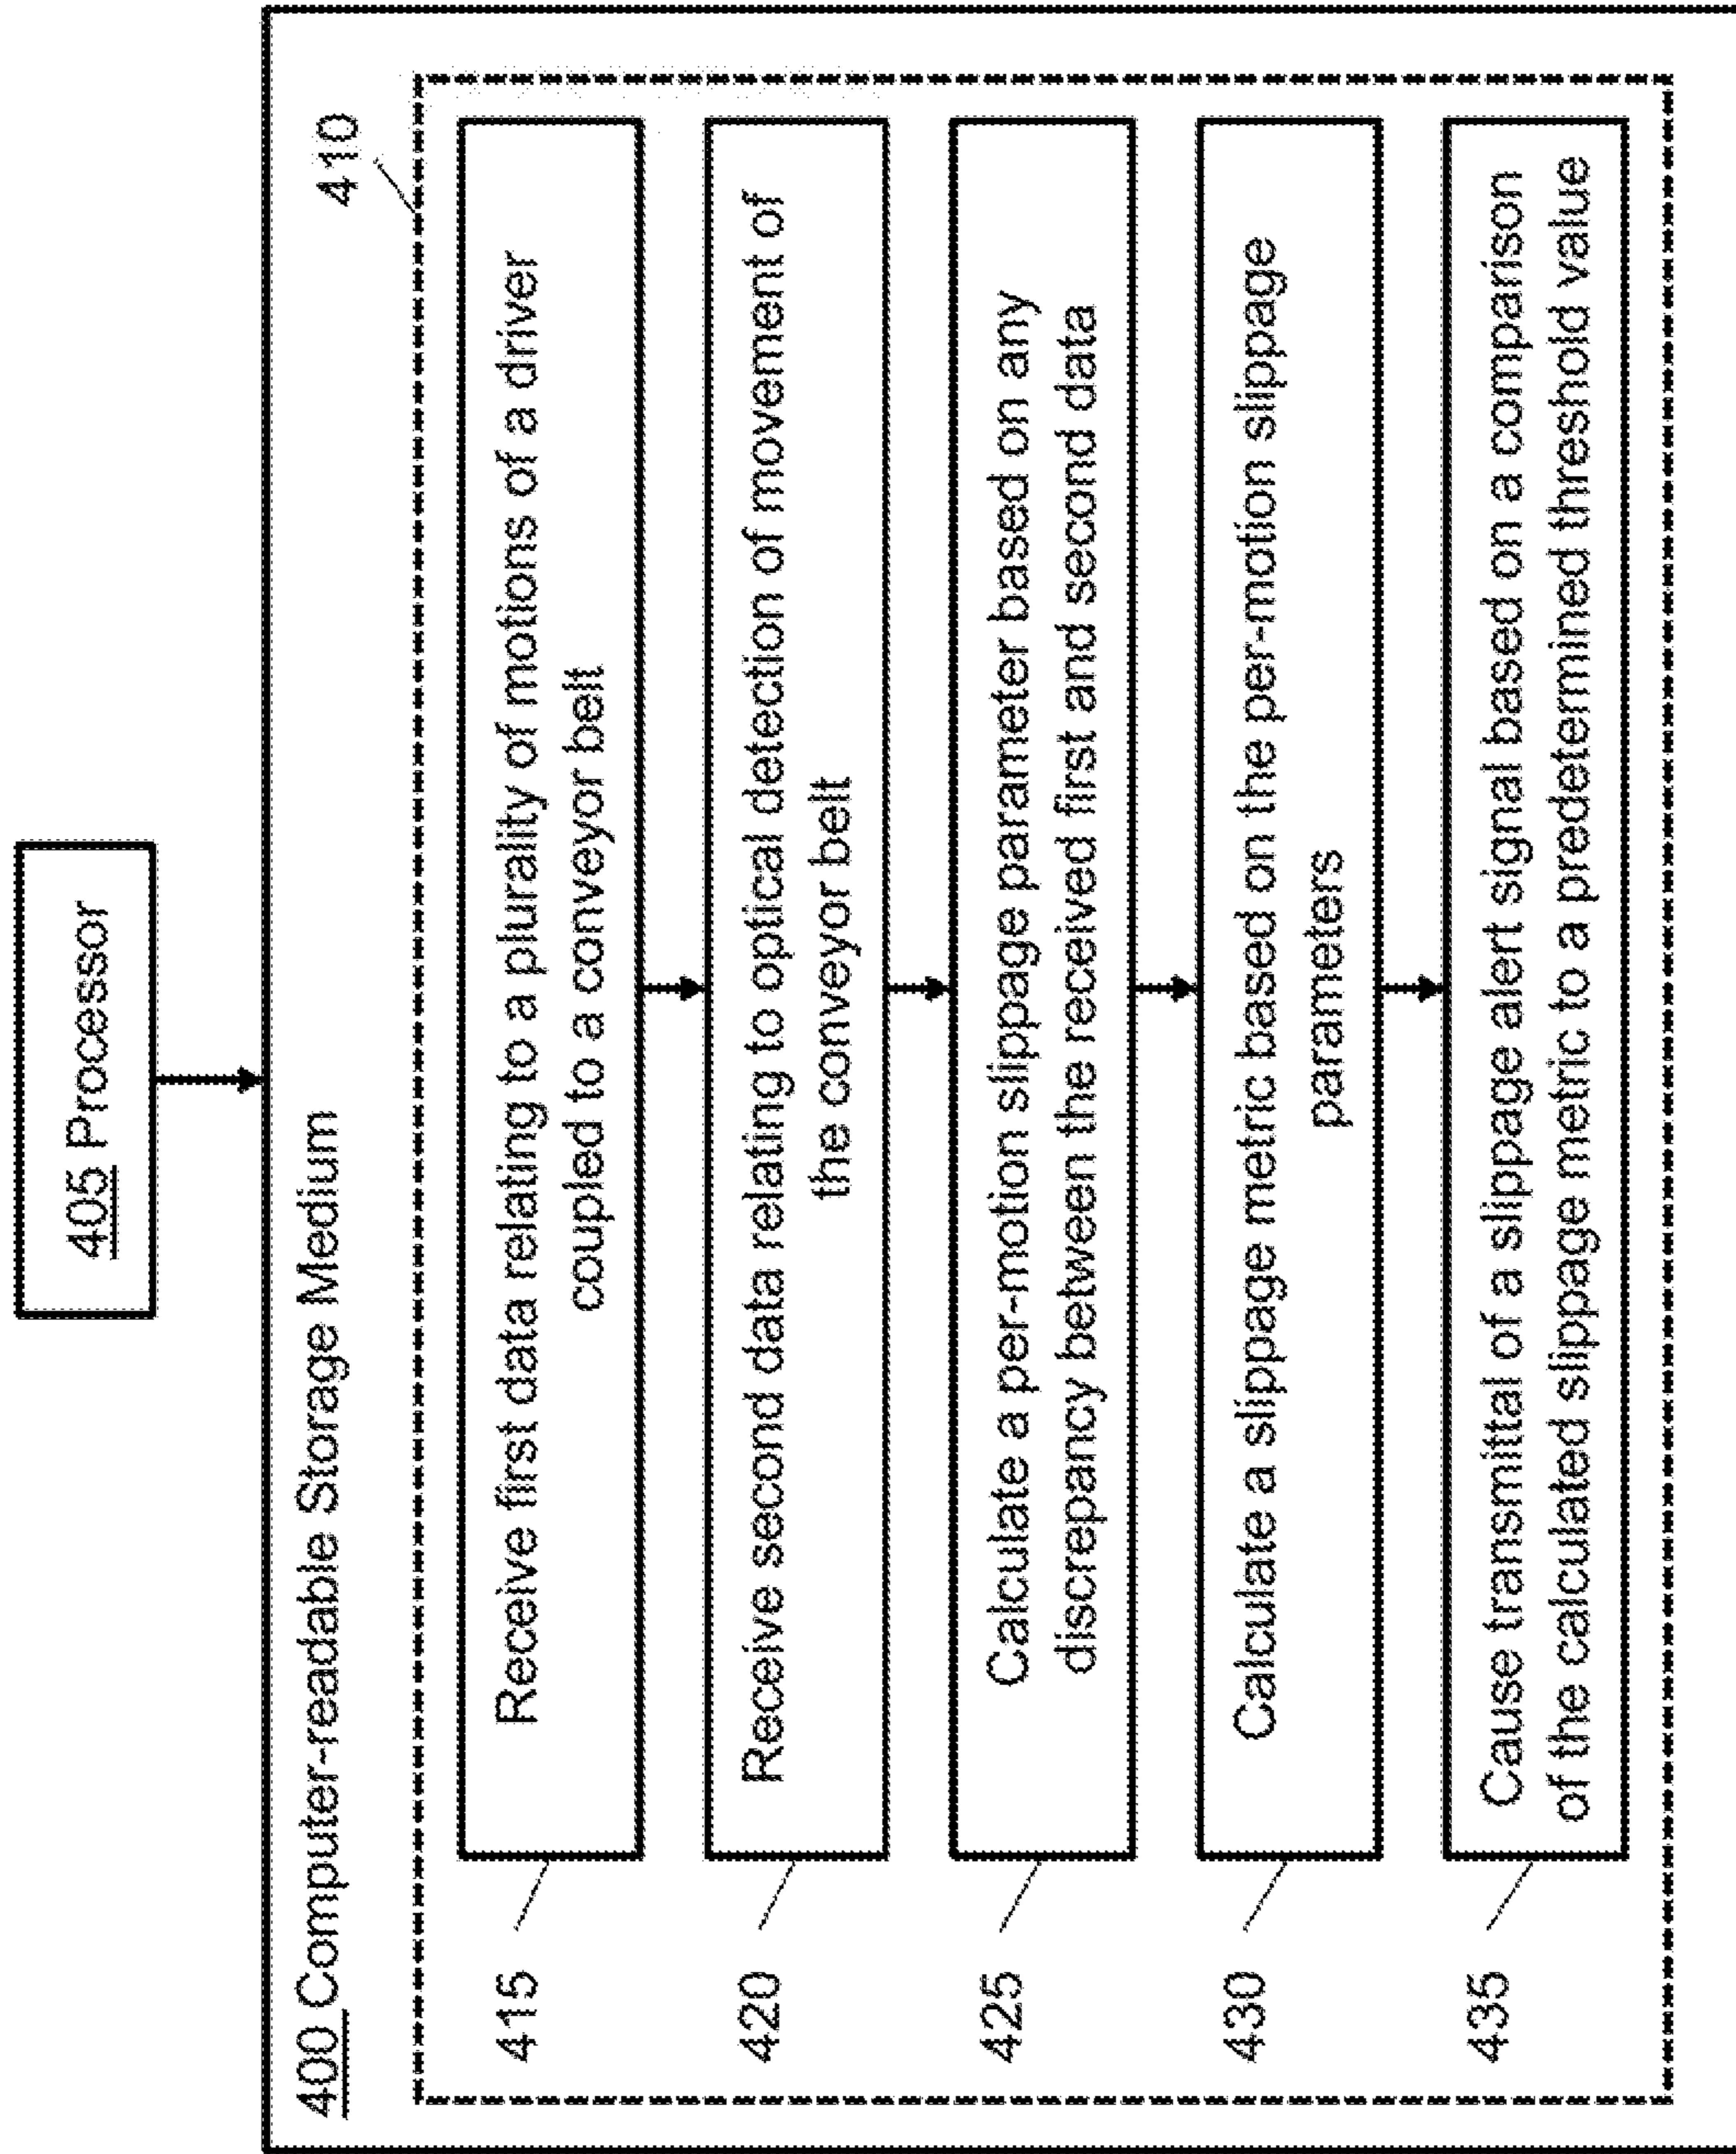 405 Processor
400 Computer-readable Storage Medium
410
415
Receive first data relating to a plurality of motions of a driver
coupled to a conveyor belt
420
Receive second data relating to optical detection of movement of
the conveyor belt
425
Calculate a per-motion slippage parameter based on any
discrepancy between the received first and second data
430
Calculate a slippage metric based on the per-motion slippage
parameters
435
Cause transmittal of a slippage alert signal based on a comparison
of the calculated slippage metric to a predetermined threshold value